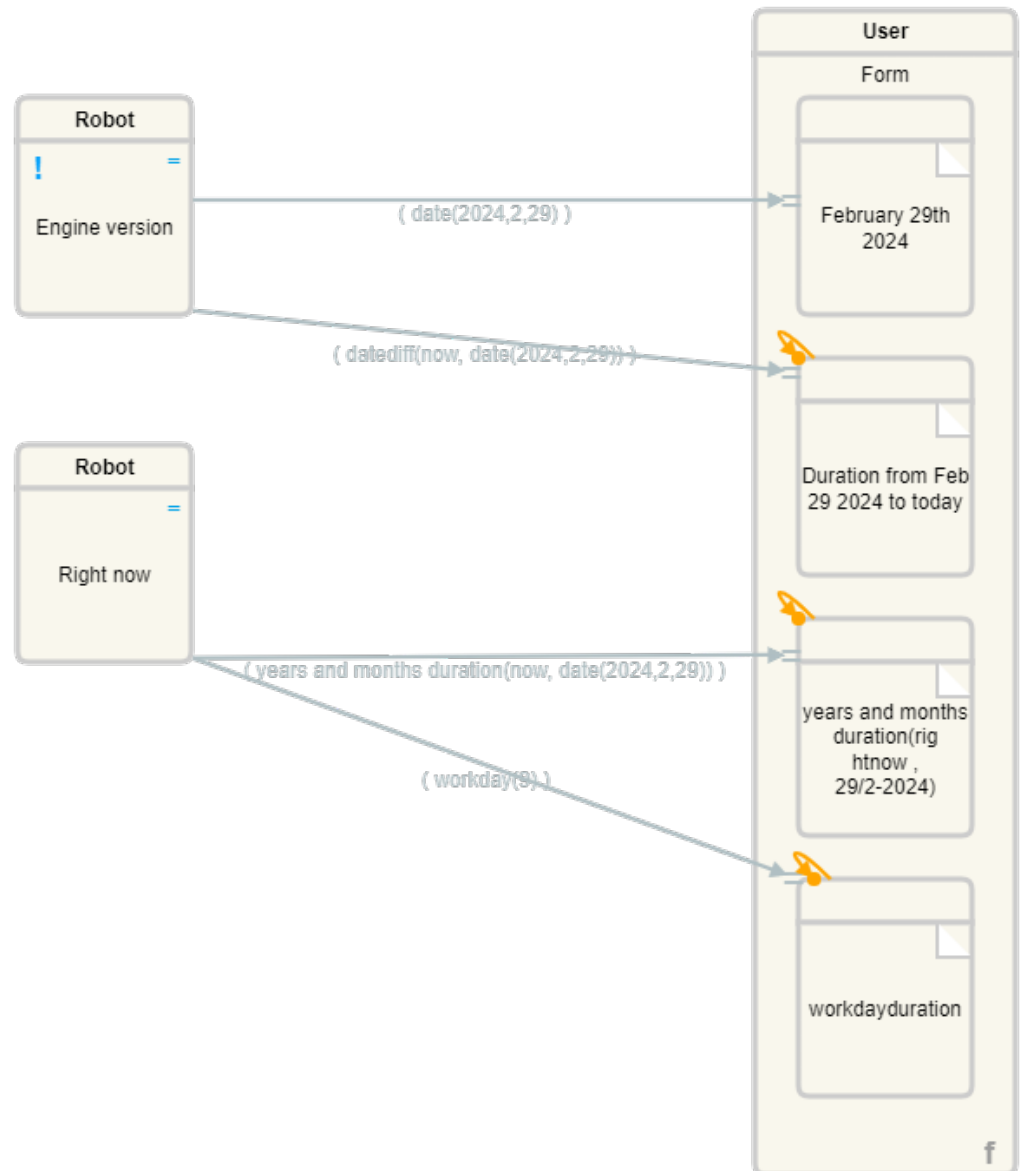 User
Form
Robot
!
=
Engine version
( date(2024,2,29) )
February 29th
2024
( datediff(now, date(2024,2,29)) )
Duration from Feb
29 2024 to today
Robot
=
Right now
( years and months duration(now, date(2024,2,29)) )
years and months
duration(rig
htnow ,
29/2-2024)
( workday(9) )
workdayduration
f